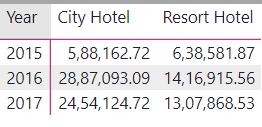 Year City Hotel Resort Hotel
2015 5,88,162.72 6,38,581.87
2016 28,87,093.09 14,16,915.56
2017 24,54,124.72 13,07,868.53